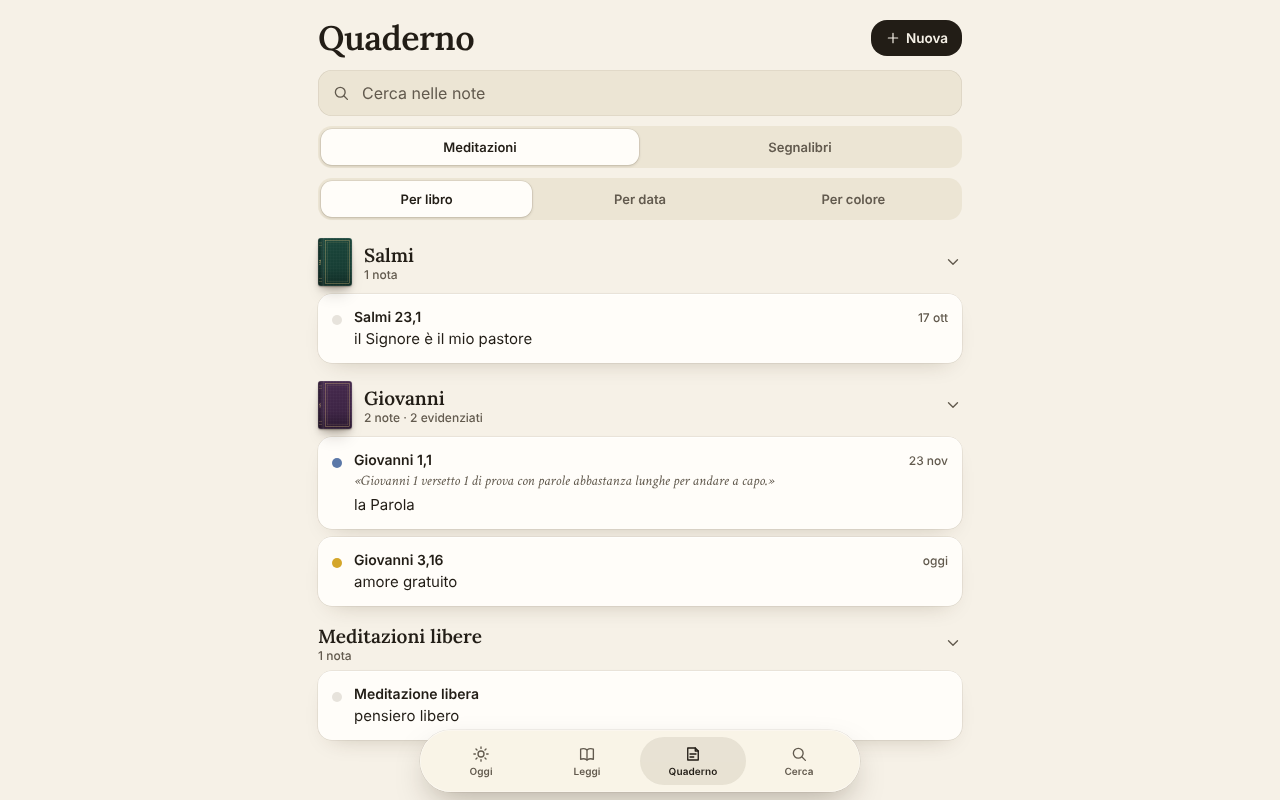 Quaderno
Nuova
Cerca nelle note
Meditazioni
Segnalibri
Per libro
Per data
Per colore
Salmi
1 nota
Salmi 23,1
17 ott
il Signore è il mio pastore
Giovanni
2 note · 2 evidenziati
Giovanni 1,1
23 nov
«Giovanni 1 versetto 1 di prova con parole abbastanza lunghe per andare a capo.»
la Parola
Giovanni 3,16
oggi
amore gratuito
Meditazioni libere
1 nota
Meditazione libera
pensiero libero
Oggi
Leggi
Quaderno
Cerca